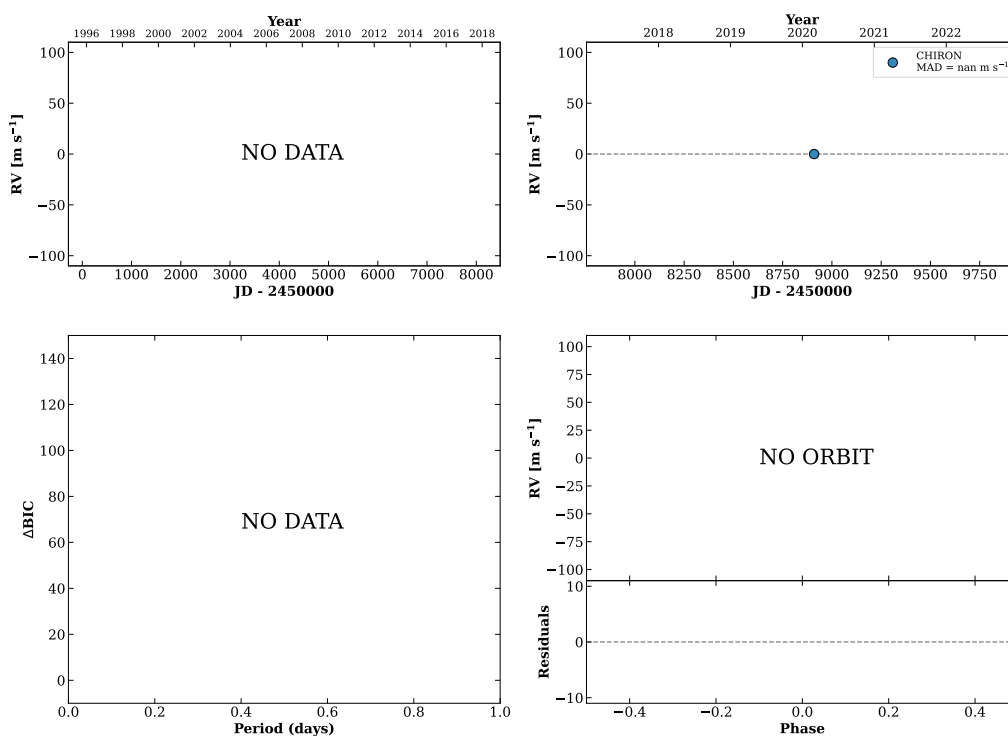 Year
1996 1998 2000 2002 2004 2006 2008 2010 2012 2014 2016 2018
100
50
0
−50
−100
RV [m s⁻¹]
NO DATA
0 1000 2000 3000 4000 5000 6000 7000 8000
JD - 2450000
Year
2018 2019 2020 2021 2022
100
50
0
−50
−100
RV [m s⁻¹]
CHIRON
MAD = nan m s⁻¹
8000 8250 8500 8750 9000 9250 9500 9750
JD - 2450000
140
120
100
80
60
40
20
0
ΔBIC
NO DATA
0.0 0.2 0.4 0.6 0.8 1.0
Period (days)
100
75
50
25
0
−25
−50
−75
−100
RV [m s⁻¹]
NO ORBIT
10
0
−10
Residuals
−0.4 −0.2 0.0 0.2 0.4
Phase